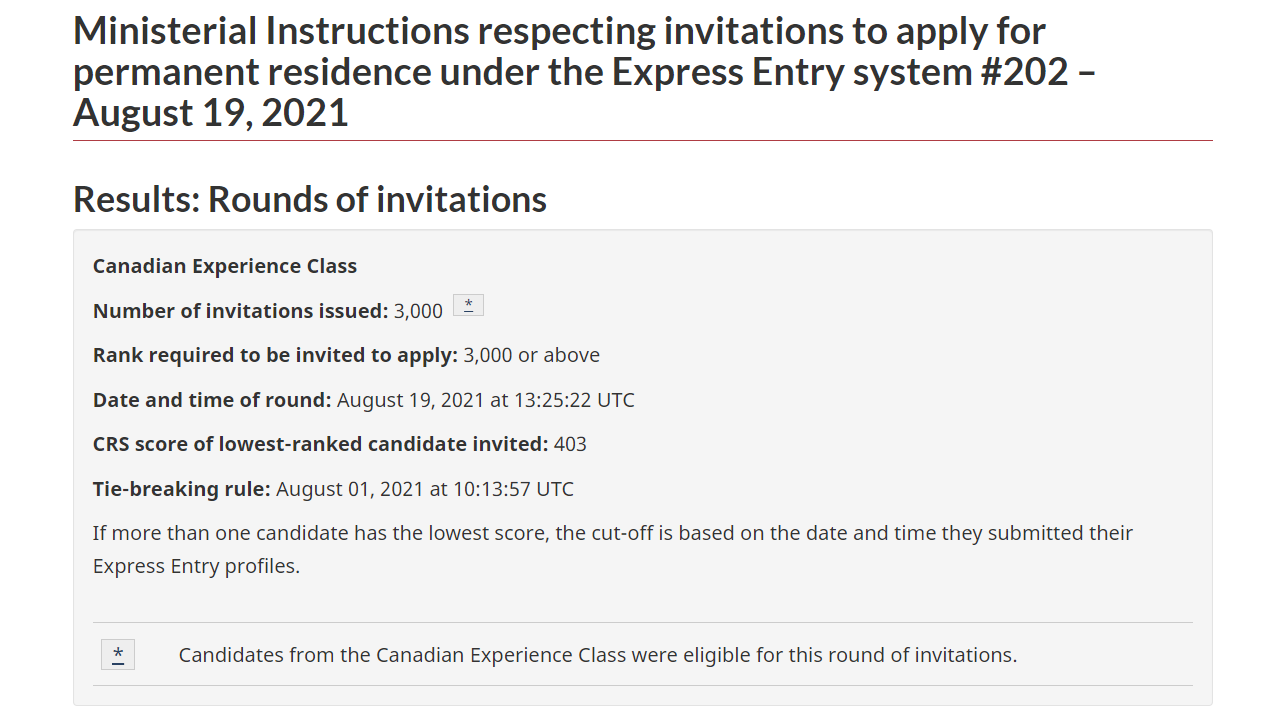 Ministerial Instructions respecting invitations to apply for
permanent residence under the Express Entry system #202 –
August 19, 2021
Results: Rounds of invitations
Canadian Experience Class
Number of invitations issued: 3,000 *
Rank required to be invited to apply: 3,000 or above
Date and time of round: August 19, 2021 at 13:25:22 UTC
CRS score of lowest-ranked candidate invited: 403
Tie-breaking rule: August 01, 2021 at 10:13:57 UTC
If more than one candidate has the lowest score, the cut-off is based on the date and time they submitted their
Express Entry profiles.
* Candidates from the Canadian Experience Class were eligible for this round of invitations.